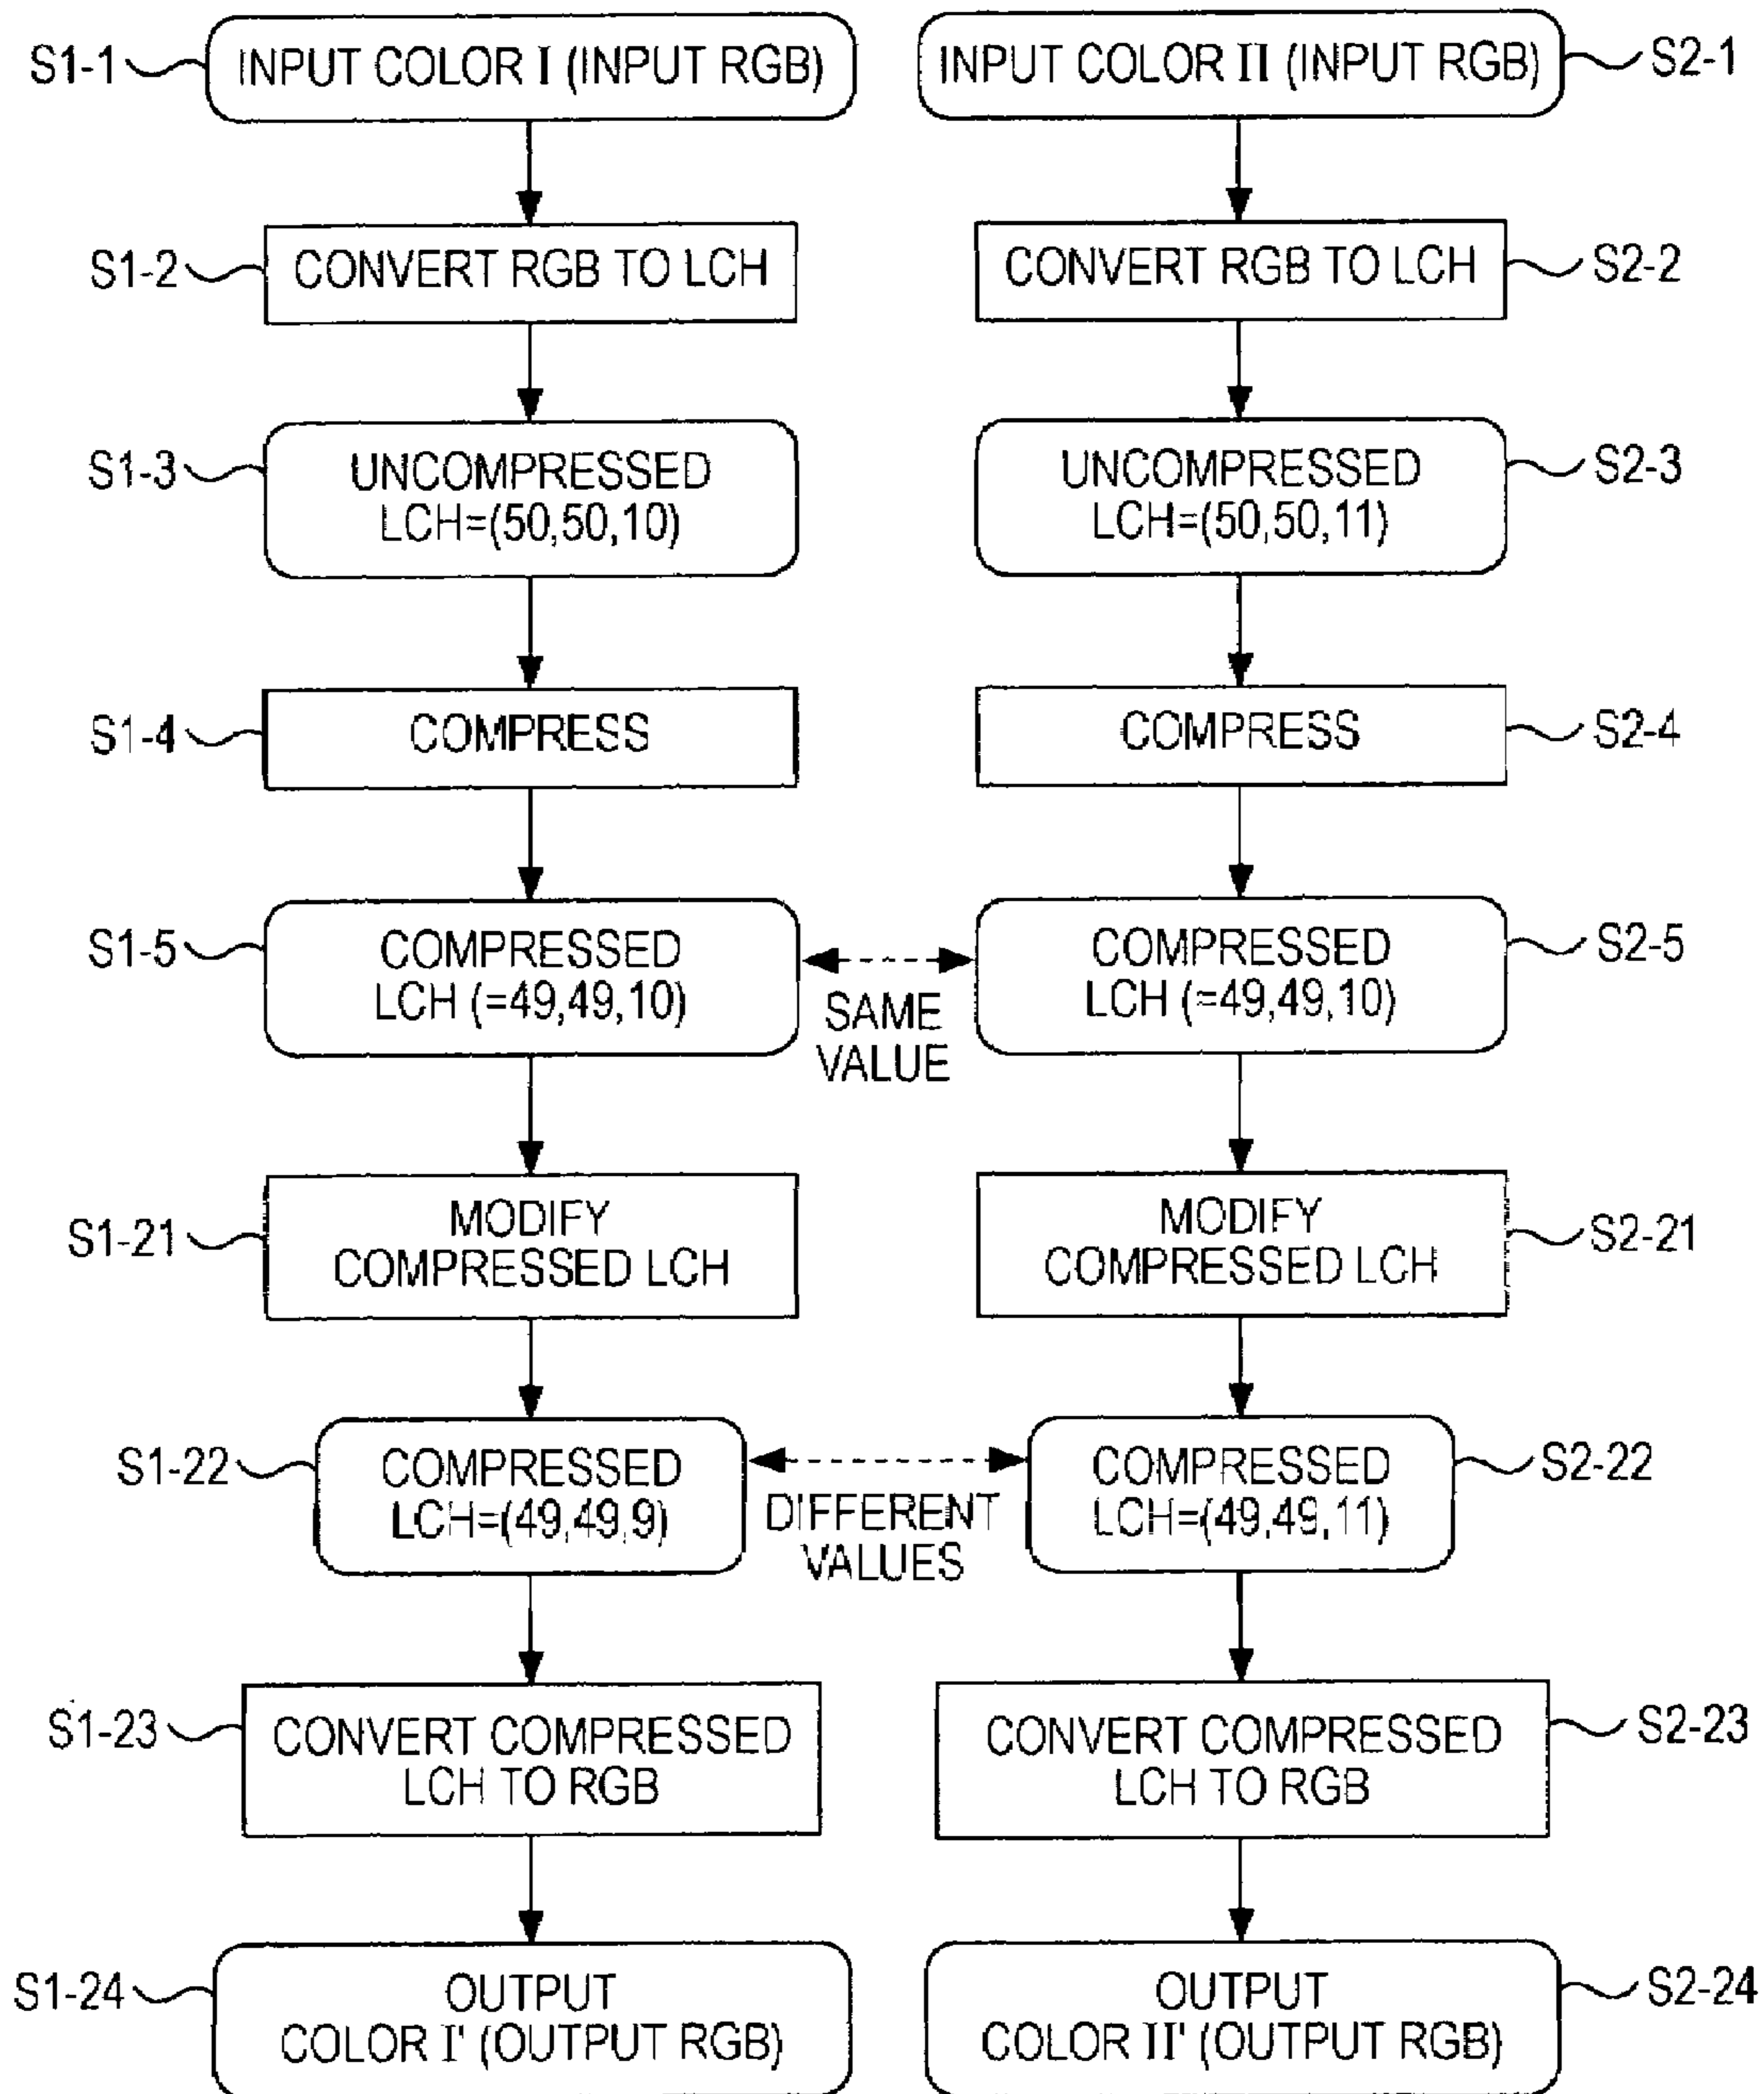 S1-1
INPUT COLOR I (INPUT RGB)
INPUT COLOR II (INPUT RGB)
S2-1
S1-2
CONVERT RGB TO LCH
CONVERT RGB TO LCH
S2-2
S1-3
UNCOMPRESSED
LCH=(50,50,10)
UNCOMPRESSED
LCH=(50,50,11)
S2-3
S1-4
COMPRESS
COMPRESS
S2-4
S1-5
COMPRESSED
LCH (=49,49,10)
SAME
VALUE
COMPRESSED
LCH (=49,49,10)
S2-5
S1-21
MODIFY
COMPRESSED LCH
MODIFY
COMPRESSED LCH
S2-21
S1-22
COMPRESSED
LCH=(49,49,9)
DIFFERENT
VALUES
COMPRESSED
LCH=(49,49,11)
S2-22
S1-23
CONVERT COMPRESSED
LCH TO RGB
CONVERT COMPRESSED
LCH TO RGB
S2-23
S1-24
OUTPUT
COLOR I' (OUTPUT RGB)
OUTPUT
COLOR II' (OUTPUT RGB)
S2-24